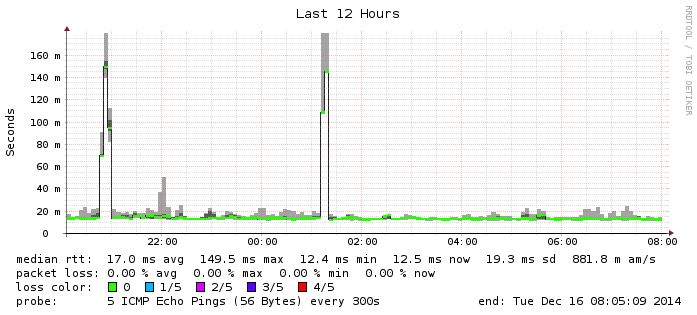 Last 12 Hours
RRDTOOL / TOBI OETIKER
Seconds
160 m
140 m
120 m
100 m
80 m
60 m
40 m
20 m
0
22:00 00:00 02:00 04:00 06:00 08:00
median rtt: 17.0 ms avg 149.5 ms max 12.4 ms min 12.5 ms now 19.3 ms sd 881.8 m am/s
packet loss: 0.00 % avg 0.00 % max 0.00 % min 0.00 % now
loss color: 0 1/5 2/5 3/5 4/5
probe: 5 ICMP Echo Pings (56 Bytes) every 300s end: Tue Dec 16 08:05:09 2014